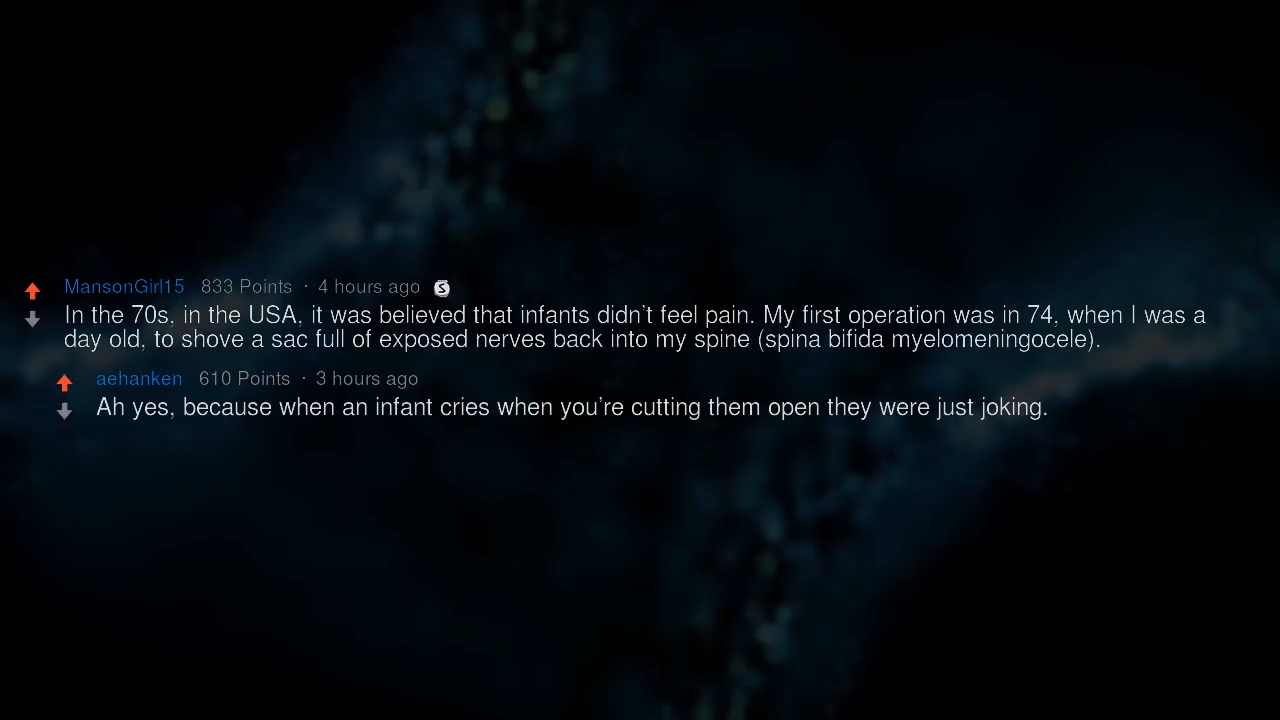 MansonGirl15 833 Points · 4 hours ago S
In the 70s, in the USA, it was believed that infants didn't feel pain. My first operation was in 74, when I was a
day old, to shove a sac full of exposed nerves back into my spine (spina bifida myelomeningocele).
aehanken 610 Points · 3 hours ago
Ah yes, because when an infant cries when you're cutting them open they were just joking.